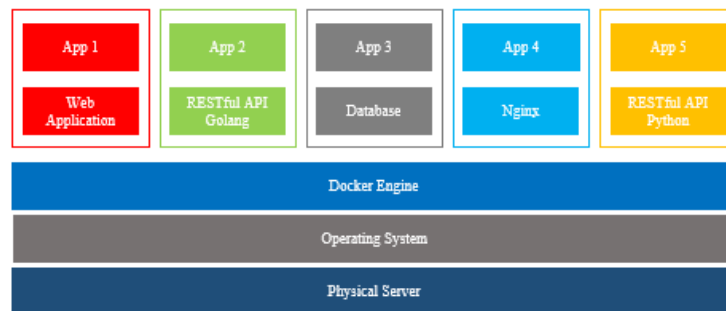 App 1
App 2
App 3
App 4
App 5
Web
Application
RESTful API
Golang
Database
Nginx
RESTful API
Python
Docker Engine
Operating System
Physical Server